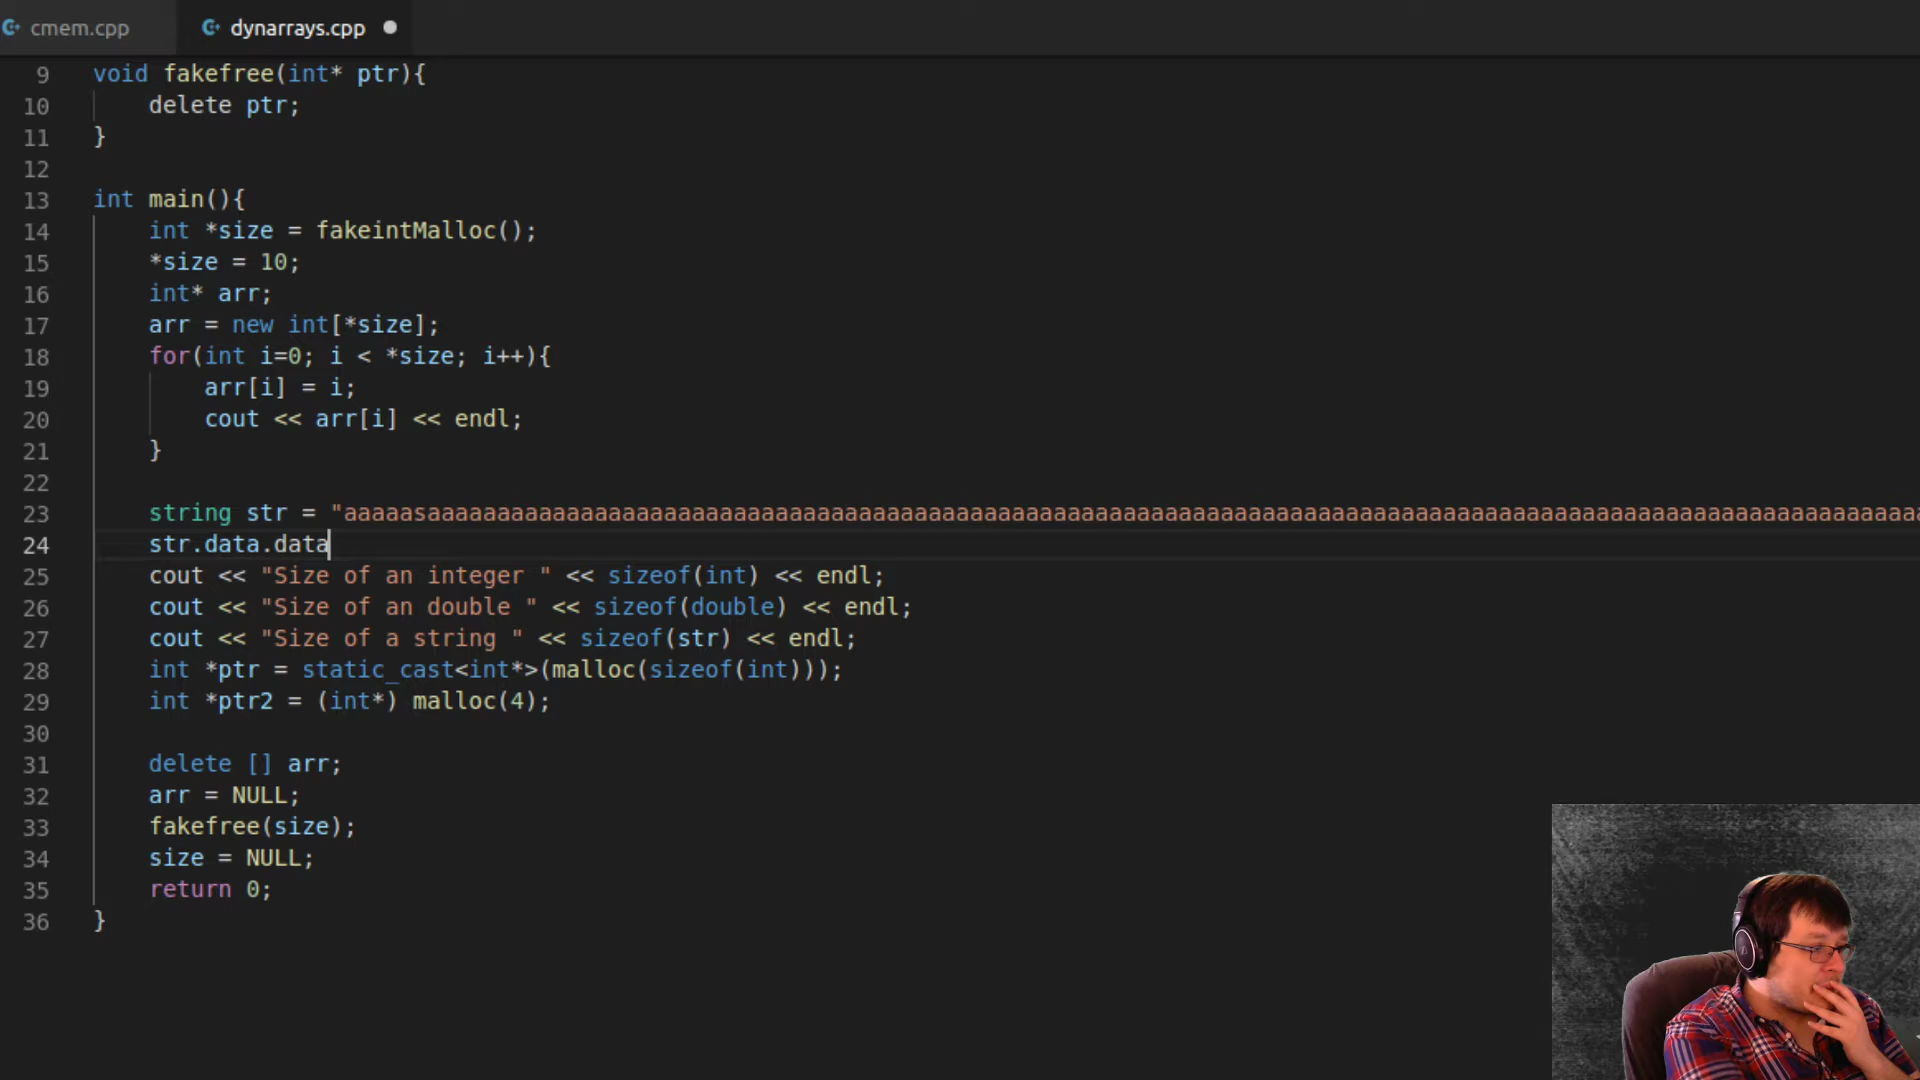 cmem.cpp dynarrays.cpp
9 void fakefree(int* ptr){
10 delete ptr;
11 }
12
13 int main(){
14 int *size = fakeintMalloc();
15 *size = 10;
16 int* arr;
17 arr = new int[*size];
18 for(int i=0; i < *size; i++){
19 arr[i] = i;
20 cout << arr[i] << endl;
21 }
22
23 string str = "aaaaasaaaaaaaaaaaaaaaaaaaaaaaaaaaaaaaaaaaaaaaaaaaaaaaaaaaaaaaaaaaaaaaaaaaaaaaaaaaaaaaaaaaaaaaaaaaaaaaaaaaaaaaaaaa
24 str.data.data
25 cout << "Size of an integer " << sizeof(int) << endl;
26 cout << "Size of an double " << sizeof(double) << endl;
27 cout << "Size of a string " << sizeof(str) << endl;
28 int *ptr = static_cast<int*>(malloc(sizeof(int)));
29 int *ptr2 = (int*) malloc(4);
30
31 delete [] arr;
32 arr = NULL;
33 fakefree(size);
34 size = NULL;
35 return 0;
36 }